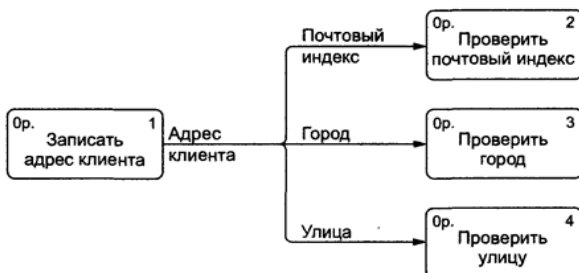 0р. 2
Проверить
почтовый индекс
Почтовый
индекс
0р. 1
Записать
адрес клиента
Адрес
клиента
Город
0р. 3
Проверить
город
Улица
0р. 4
Проверить
улицу